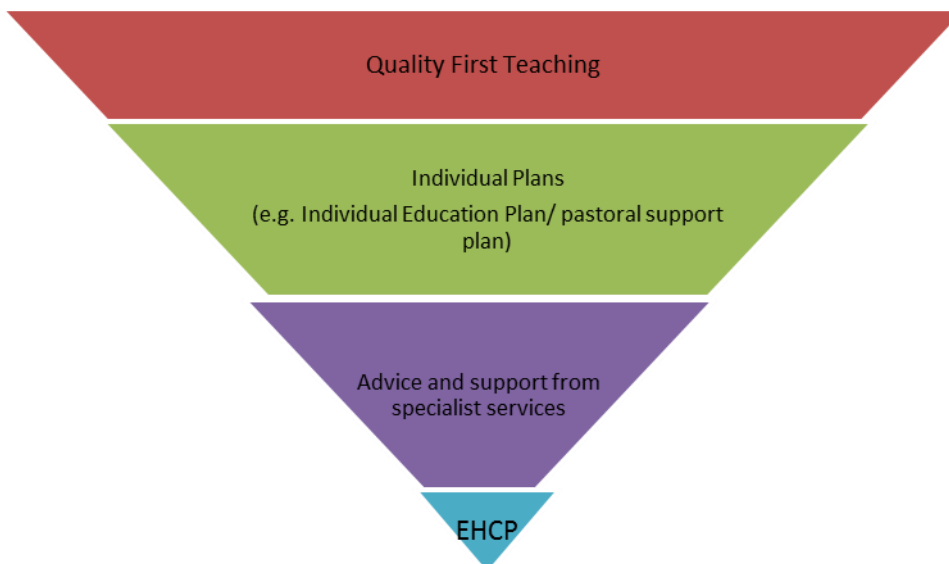 Quality First Teaching
Individual Plans
(e.g. Individual Education Plan/ pastoral support
plan)
Advice and support from
specialist services
EHCP